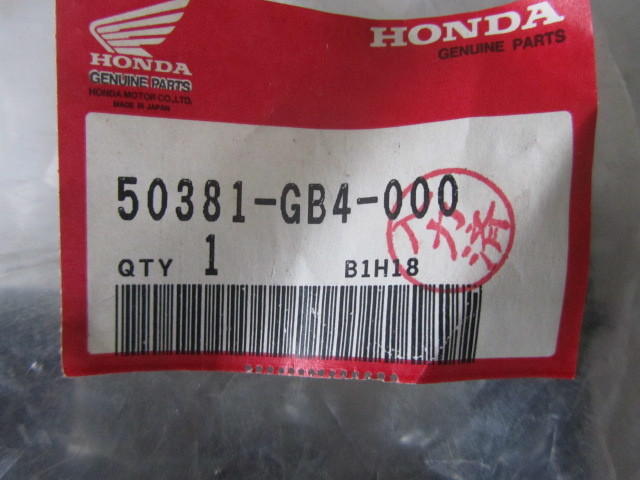 HONDA
GENUINE PARTS
HONDA MOTOR CO.,LTD.
MADE IN JAPAN
HONDA
GENUINE PARTS
50381-GB4-000
QTY 1 B1H18